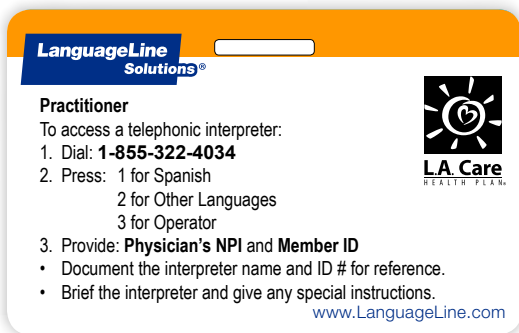 LanguageLine
Solutions®
Practitioner
To access a telephonic interpreter:
1. Dial: 1-855-322-4034
2. Press: 1 for Spanish
2 for Other Languages
3 for Operator
3. Provide: Physician's NPI and Member ID
• Document the interpreter name and ID # for reference.
• Brief the interpreter and give any special instructions.
L.A. Care
HEALTH PLAN®
www.LanguageLine.com